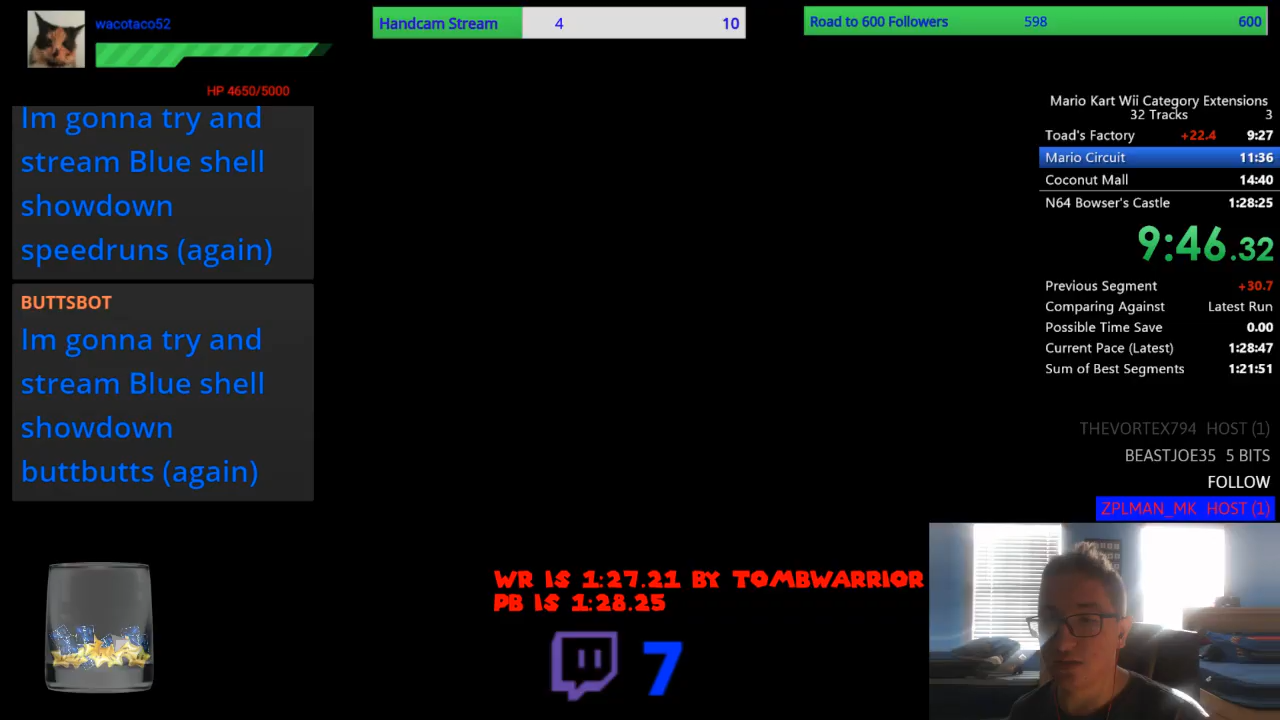 wacotaco52
HP 4650/5000
Handcam Stream 4 10
Road to 600 Followers 598 600
Im gonna try and
stream Blue shell
showdown
speedruns (again)
BUTTSBOT
Im gonna try and
stream Blue shell
showdown
buttbutts (again)
Mario Kart Wii Category Extensions
32 Tracks 3
Toad's Factory +22.4 9:27
Mario Circuit 11:36
Coconut Mall 14:40
N64 Bowser's Castle 1:28:25
9:46.32
Previous Segment +30.7
Comparing Against Latest Run
Possible Time Save 0.00
Current Pace (Latest) 1:28:47
Sum of Best Segments 1:21:51
THEVORTEX794 HOST (1)
BEASTJOE35 5 BITS
FOLLOW
ZPLMAN_MK HOST (1)
WR IS 1:27.21 BY TOMBWARRIOR
PB IS 1:28.25
7